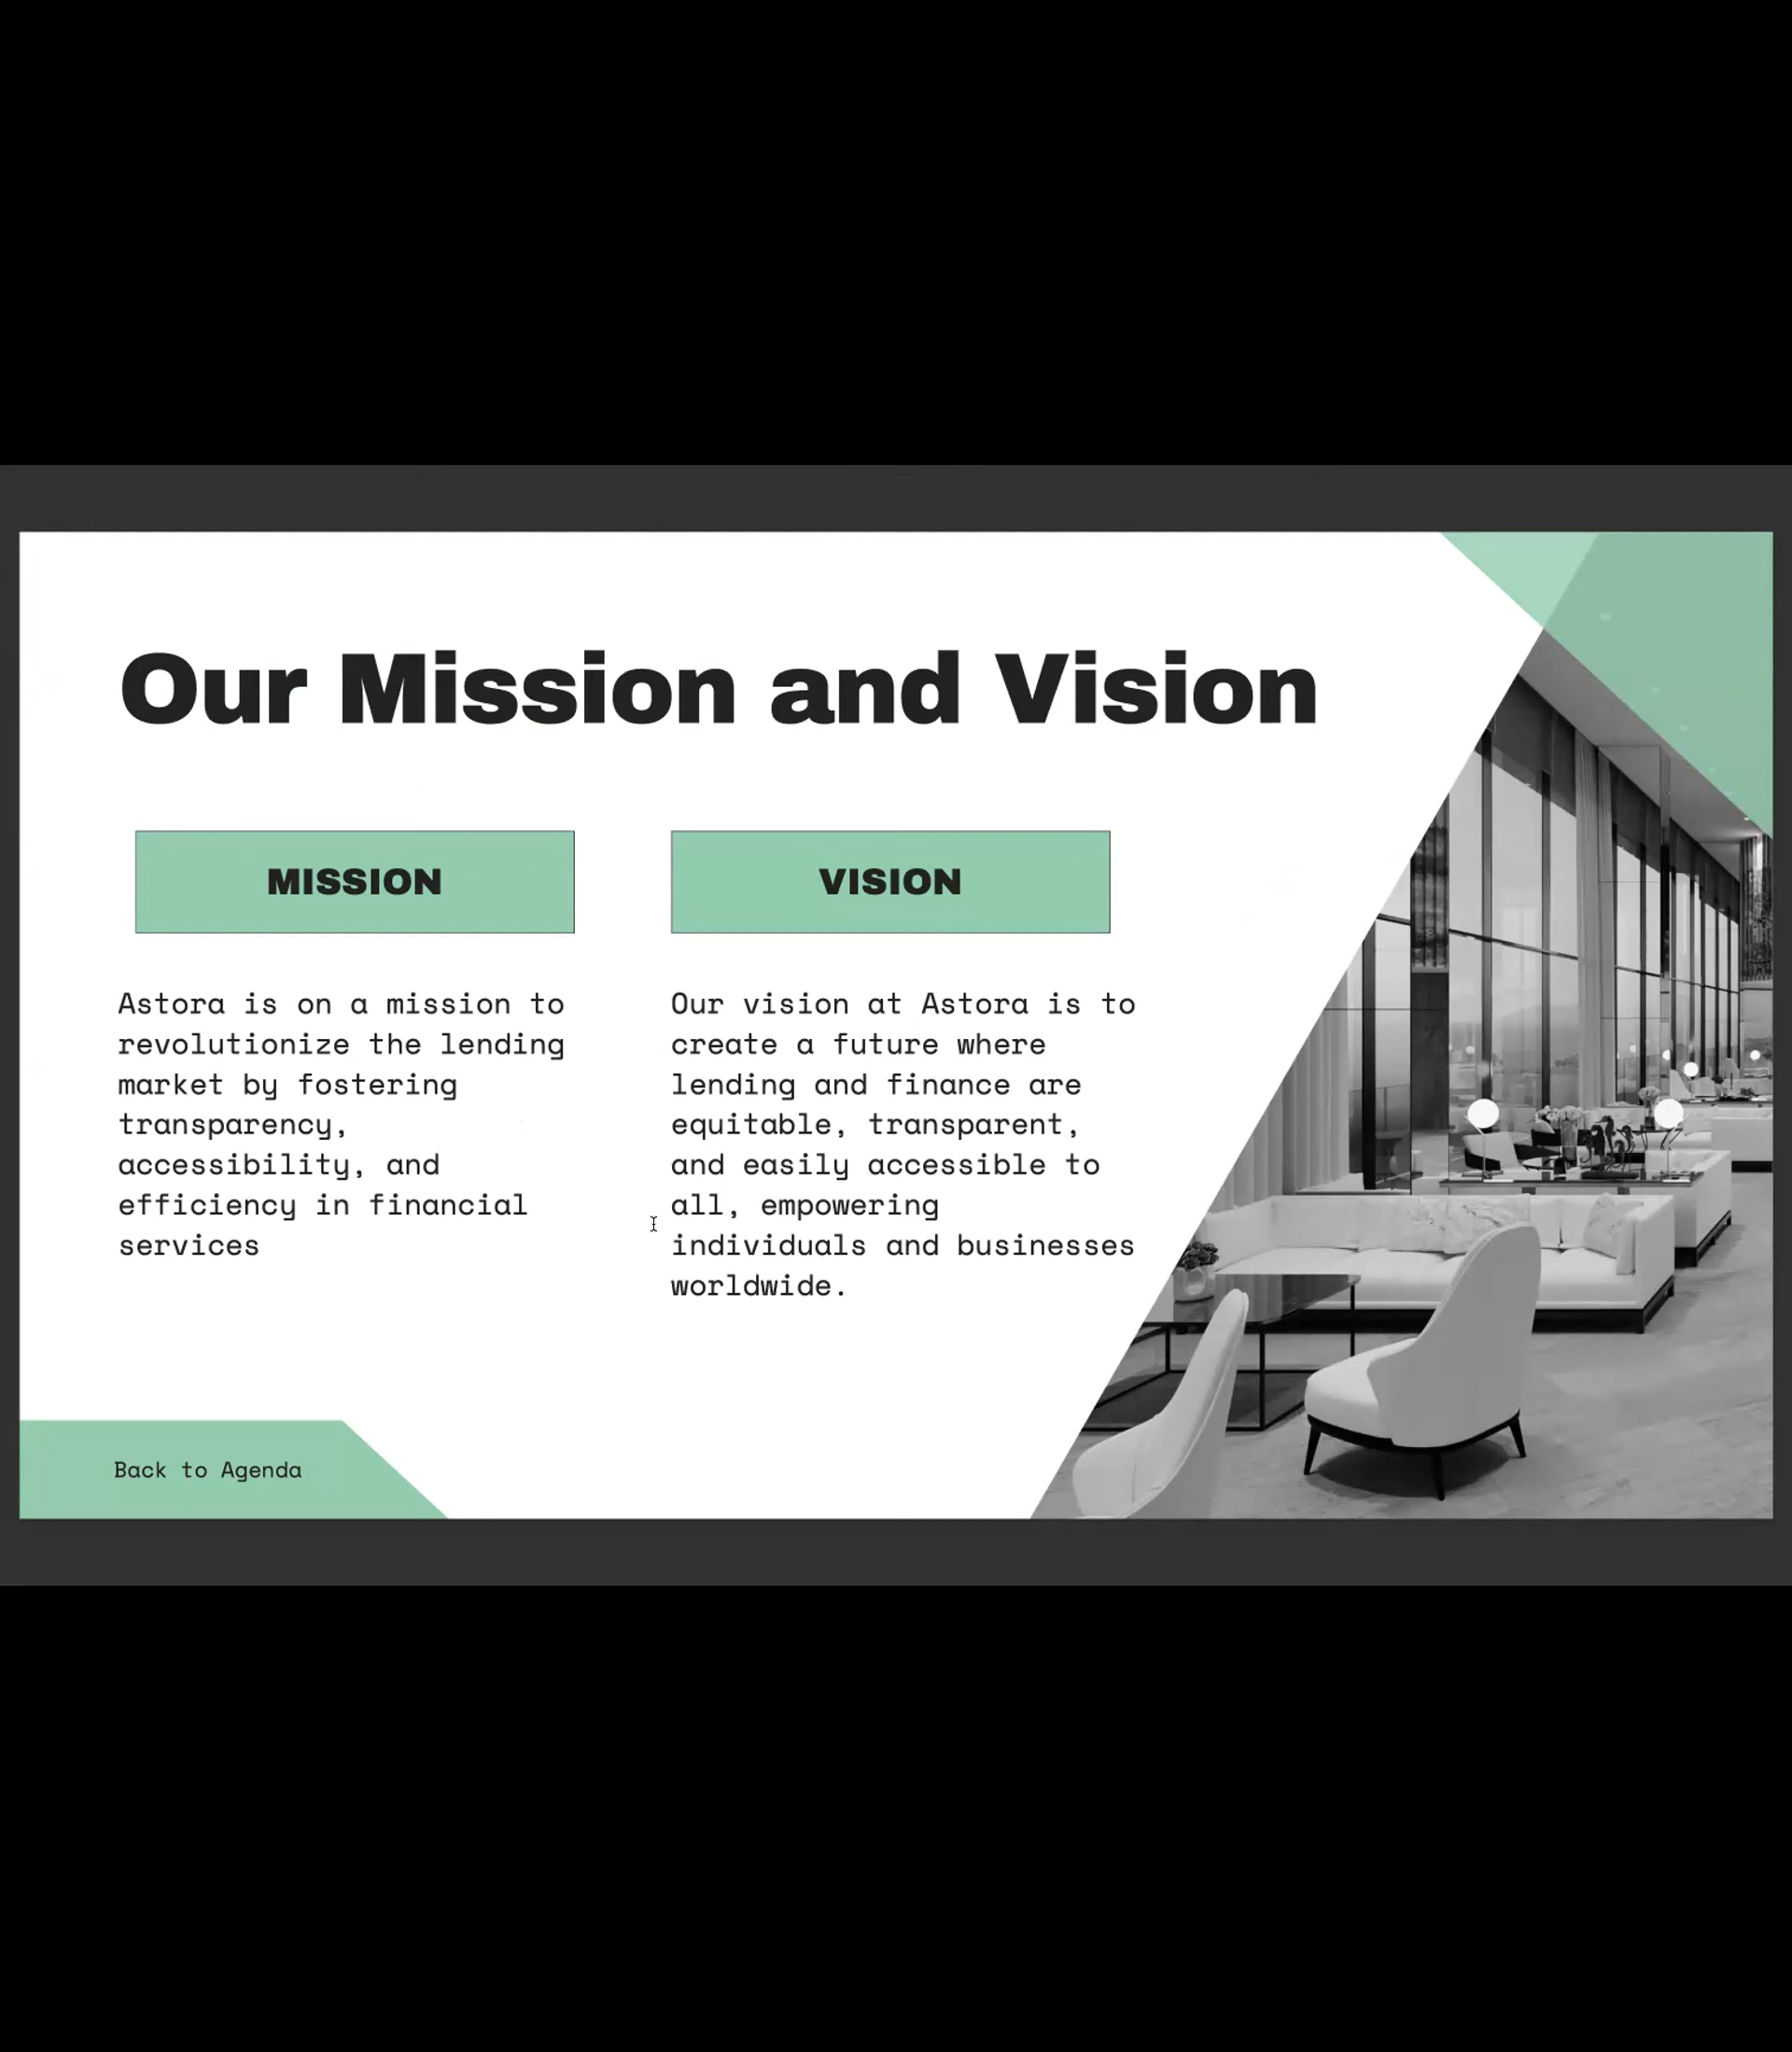 Our Mission and Vision
MISSION
Astora is on a mission to
revolutionize the lending
market by fostering
transparency,
accessibility, and
efficiency in financial
services
VISION
Our vision at Astora is to
create a future where
lending and finance are
equitable, transparent,
and easily accessible to
all, empowering
individuals and businesses
worldwide.
Back to Agenda